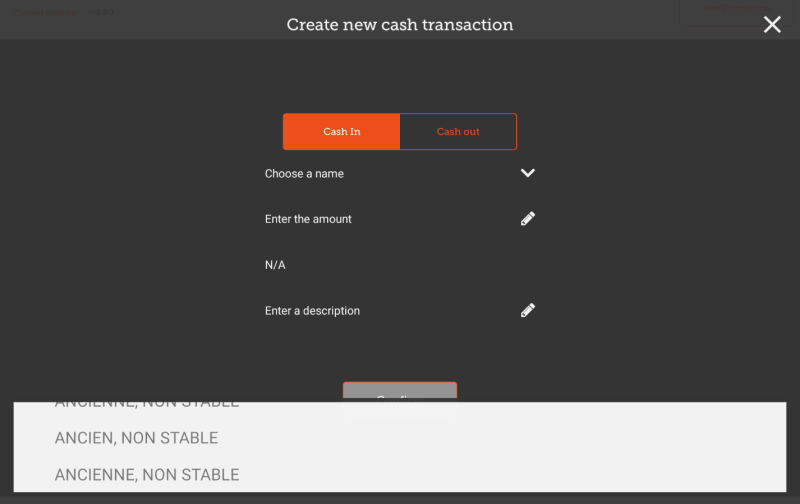 Create new cash transaction
Cash In
Cash out
Choose a name
Enter the amount
N/A
Enter a description
ANCIENNE, NON STABLE
ANCIEN, NON STABLE
ANCIENNE, NON STABLE